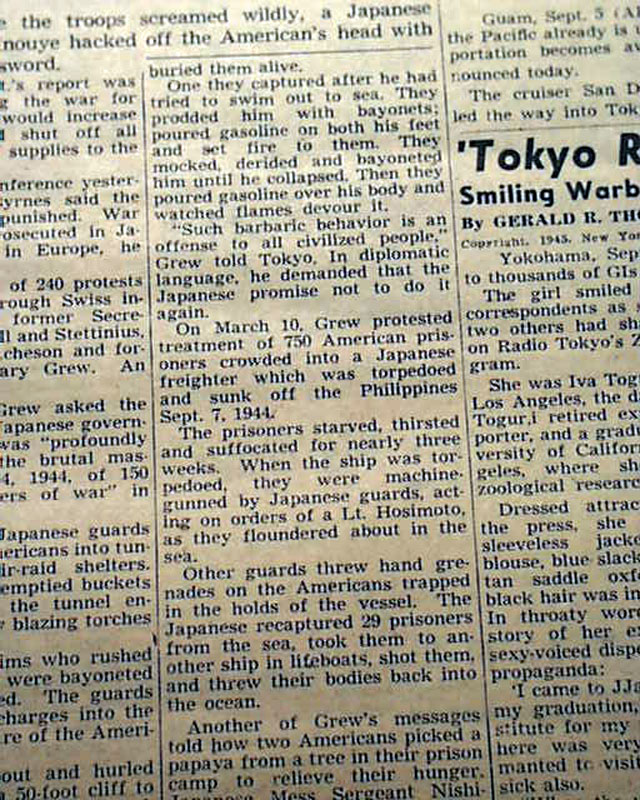 e the troops screamed wildly, a Japanese
nouye hacked off the American's head with
sword.
t.'s report was
g the war for
would increase
d shut off all
supplies to the
nference yester-
yrnes said the
punished. War
rosecuted in Ja-
in Europe, he
of 240 protests
rough Swiss in-
former Secre-
ll and Stettinius,
cheson and for-
ary Grew. An
Grew asked the
apanese govern-
was "profoundly
the brutal mas-
4, 1944, of 150
ers of war" in
Japanese guards
ericans into tun-
ir-raid shelters.
emptied buckets
the tunnel en-
blazing torches
ims who rushed
were bayoneted
ed. The guards
charges into the
re of the Ameri-
out and hurled
a 50-foot cliff to
buried them alive.
One they captured after he had
tried to swim out to sea. They
prodded him with bayonets;
poured gasoline on both his feet
and set fire to them. They
mocked, derided and bayoneted
him until he collapsed. Then they
poured gasoline over his body and
watched flames devour it.
"Such barbaric behavior is an
offense to all civilized people,"
Grew told Tokyo. In diplomatic
language, he demanded that the
Japanese promise not to do it
again.
On March 10, Grew protested
treatment of 750 American pris-
oners crowded into a Japanese
freighter which was torpedoed
and sunk off the Philippines
Sept. 7, 1944.
The prisoners starved, thirsted
and suffocated for nearly three
weeks. When the ship was tor-
pedoed, they were machine-
gunned by Japanese guards, act-
ing on orders of a Lt. Hosimoto,
as they floundered about in the
sea.
Other guards threw hand gre-
nades on the Americans trapped
in the holds of the vessel. The
Japanese recaptured 29 prisoners
from the sea, took them to an-
other ship in lifeboats, shot them,
and threw their bodies back into
the ocean.
Another of Grew's messages
told how two Americans picked a
papaya from a tree in their prison
camp to relieve their hunger.
Japanese Mess Sergeant Nishi-
Guam, Sept. 5 (A
the Pacific already is u
portation becomes av
nounced today.
The cruiser San D
led the way into Tok
'Tokyo R
Smiling Warb
By GERALD R. TH
Copyright, 1945, New Yor
Yokohama, Sep
to thousands of GIs
The girl smiled
correspondents as s
two others had sh
on Radio Tokyo's Z
gram.
She was Iva Tog
Los Angeles, the da
Togur,i retired ex
porter, and a gradu
versity of Californ
geles, where sh
zoological researc
Dressed attrac
the press, she
sleeveless jacke
blouse, blue slack
tan saddle oxf
black hair was in
In throaty wor
story of her e
sexy-voiced dispe
propaganda:
"I came to JJa
my graduation,
stitute for my
here was very
manted to visit
sick also.